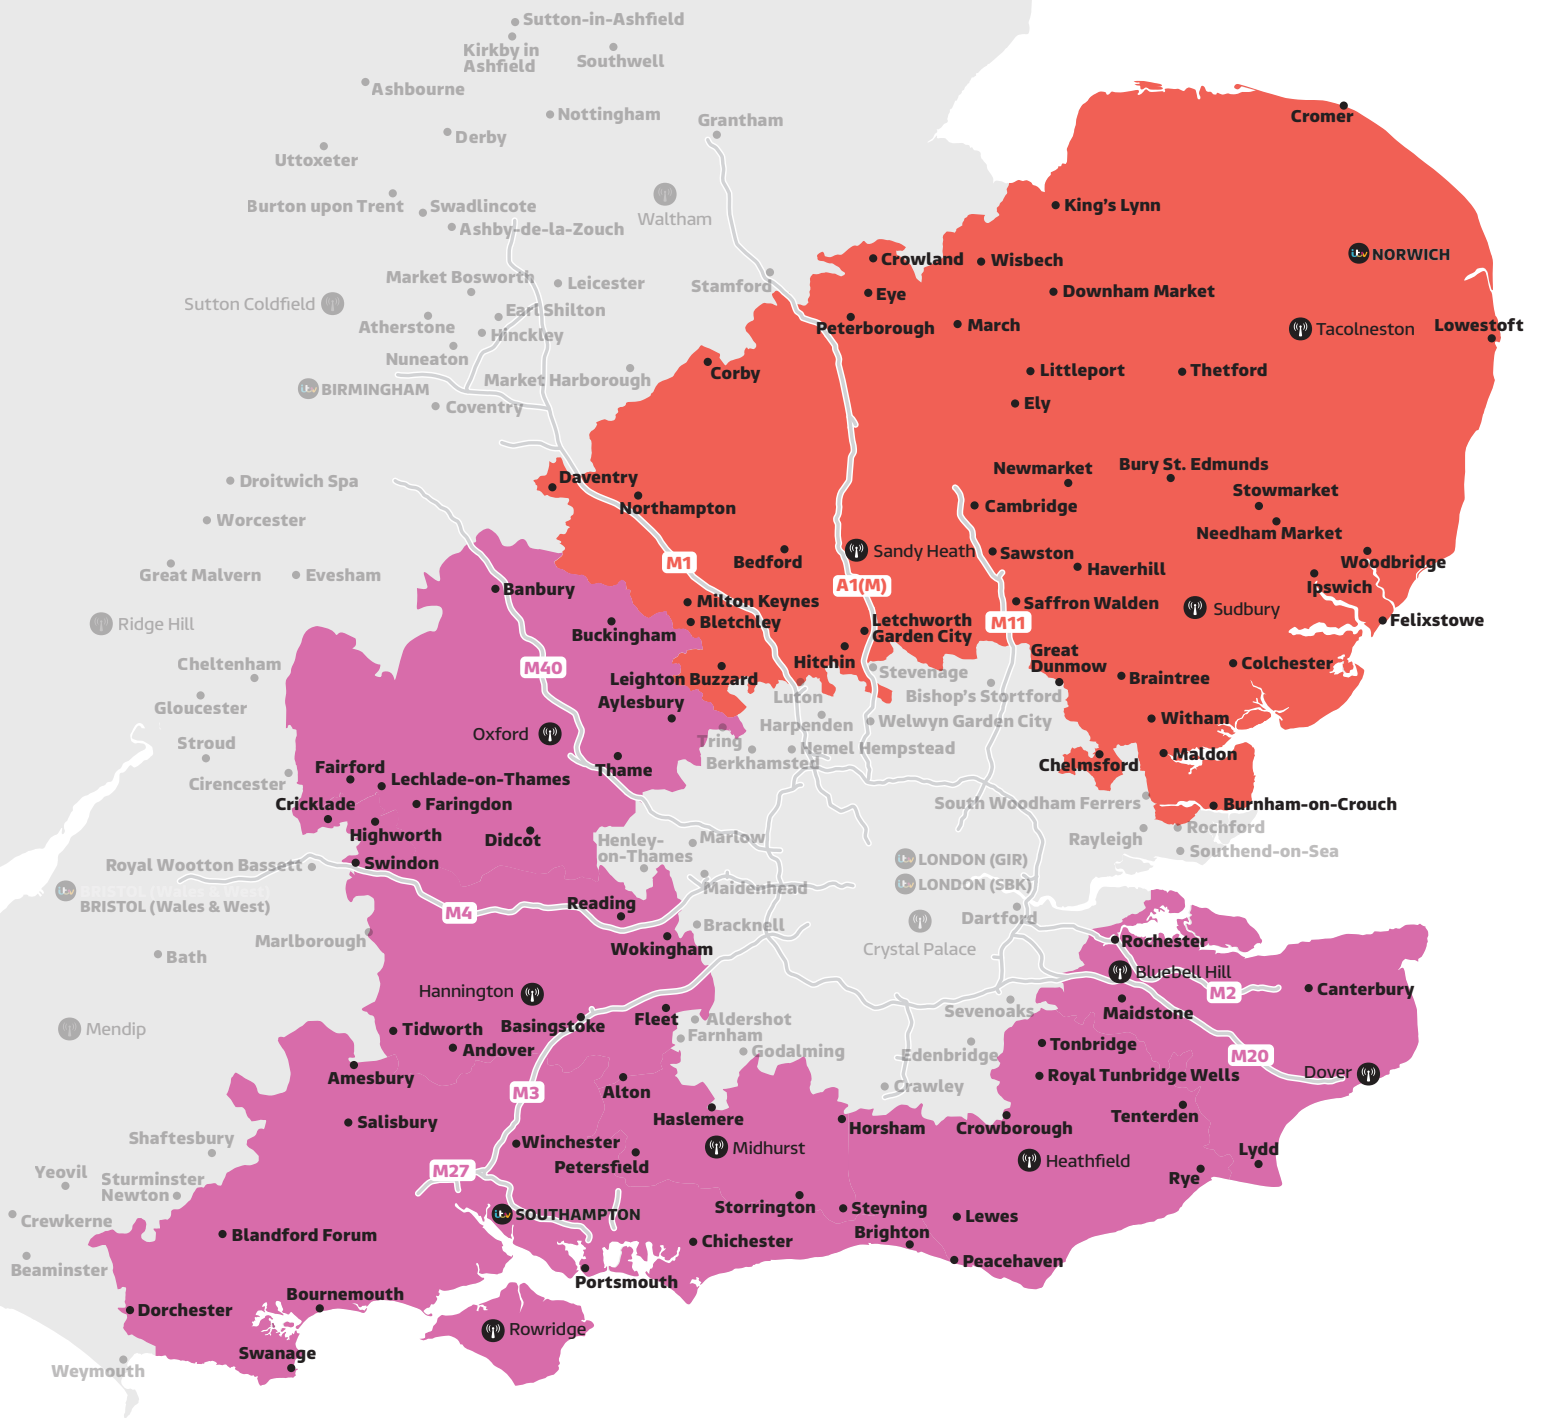 Sutton-in-Ashfield
Kirkby in
Ashfield
Southwell
Ashbourne
Nottingham
Grantham
Derby
Uttoxeter
Burton upon Trent
Swadlincote
Ashby-de-la-Zouch
Waltham
Cromer
King's Lynn
NORWICH
Crowland
Wisbech
Market Bosworth
Leicester
Stamford
Eye
Downham Market
Sutton Coldfield
Earl Shilton
Atherstone
Hinckley
Peterborough
March
Tacolneston
Lowestoft
Nuneaton
Market Harborough
Corby
Littleport
Thetford
itv
BIRMINGHAM
Coventry
Ely
Droitwich Spa
Daventry
Northampton
Newmarket
Bury St. Edmunds
Stowmarket
Cambridge
Worcester
Needham Market
Great Malvern
Evesham
M1
Bedford
Sandy Heath
Sawston
Haverhill
Woodbridge
Ipswich
Banbury
A1(M)
Milton Keynes
Saffron Walden
Sudbury
Ridge Hill
Bletchley
Letchworth
Garden City
M11
Felixstowe
Buckingham
Cheltenham
M40
Hitchin
Great
Dunmow
Colchester
Leighton Buzzard
Stevenage
Braintree
Gloucester
Aylesbury
Luton
Bishop's Stortford
Harpenden
Welwyn Garden City
Witham
Stroud
Oxford
Tring
Hemel Hempstead
Berkhamsted
Maldon
Chelmsford
Cirencester
Fairford
Lechlade-on-Thames
Thame
Cricklade
Faringdon
South Woodham Ferrers
Burnham-on-Crouch
Highworth
Didcot
Henley-
on-Thames
Marlow
Rayleigh
Rochford
Southend-on-Sea
Royal Wootton Bassett
Swindon
itv
LONDON (GIR)
itv
LONDON (SBK)
itv
BRISTOL (Wales & West)
BRISTOL (Wales & West)
Maidenhead
Reading
M4
Dartford
Bracknell
Marlborough
Wokingham
Crystal Palace
Rochester
Bath
Bluebell Hill
M2
Canterbury
Hannington
Mendip
Tidworth
Basingstoke
Fleet
Aldershot
Farnham
Sevenoaks
Maidstone
Andover
Godalming
Edenbridge
Tonbridge
M20
Amesbury
Alton
Crawley
Royal Tunbridge Wells
Dover
M3
Haslemere
Horsham
Crowborough
Tenterden
Salisbury
Shaftesbury
Winchester
Midhurst
Heathfield
Lydd
Petersfield
Rye
Yeovil
Sturminster
Newton
M27
Storrington
Steyning
itv
SOUTHAMPTON
Lewes
Crewkerne
Blandford Forum
Chichester
Brighton
Peacehaven
Beaminster
Portsmouth
Bournemouth
Dorchester
Rowridge
Swanage
Weymouth